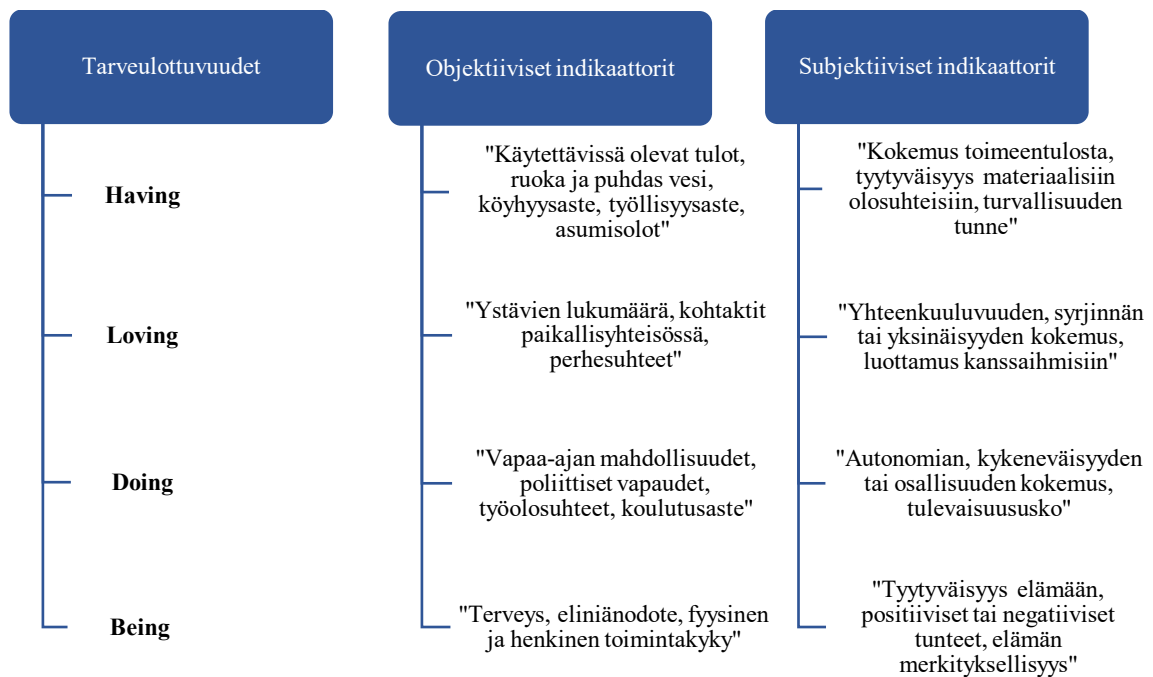 Tarveulottuvuudet
Objektiiviset indikaattorit
Subjektiiviset indikaattorit
Having
"Käytettävissä olevat tulot,
ruoka ja puhdas vesi,
köyhyysaste, työllisyysaste,
asumisolot"
"Kokemus toimeentulosta,
tyytyväisyys materiaalisiin
olosuhteisiin, turvallisuuden
tunne"
Loving
"Ystävien lukumäärä, kohtaktit
paikallisyhteisössä,
perhesuhteet"
"Yhteenkuuluvuuden, syrjinnän
tai yksinäisyyden kokemus,
luottamus kanssaihmisiin"
Doing
"Vapaa-ajan mahdollisuudet,
poliittiset vapaudet,
työolosuhteet, koulutusaste"
"Autonomian, kykeneväisyyden
tai osallisuuden kokemus,
tulevaisuususko"
Being
"Terveys, eliniänodote, fyysinen
ja henkinen toimintakyky"
"Tyytyväisyys elämään,
positiiviset tai negatiiviset
tunteet, elämän
merkityksellisyys"